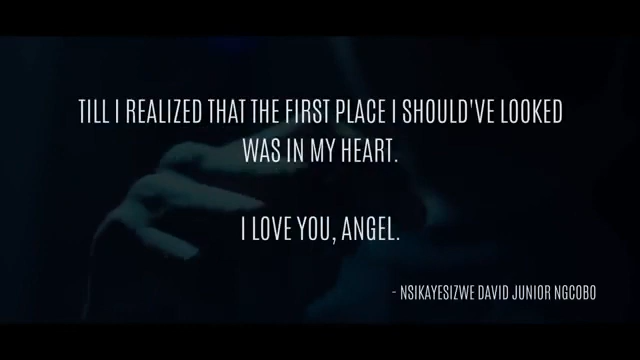 TILL I REALIZED THAT THE FIRST PLACE I SHOULD'VE LOOKED
WAS IN MY HEART.
I LOVE YOU, ANGEL.
- NSIKAYESIZWE DAVID JUNIOR NGCOBO